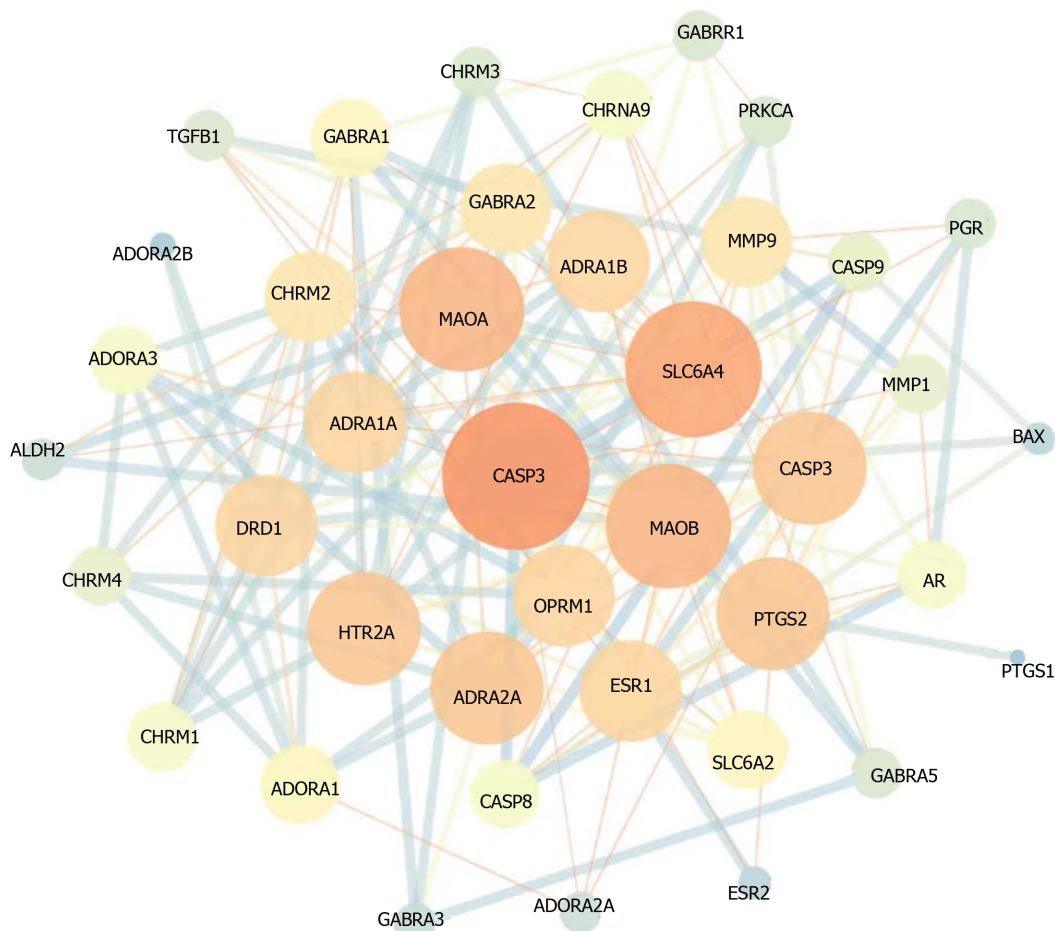 GABRR1
CHRM3
CHRNA9
PRKCA
TGFB1
GABRA1
GABRA2
PGR
MMP9
ADORA2B
ADRA1B
CASP9
CHRM2
MAOA
ADORA3
SLC6A4
MMP1
ADRA1A
BAX
ALDH2
CASP3
CASP3
DRD1
MAOB
CHRM4
AR
OPRM1
PTGS2
HTR2A
PTGS1
ESR1
ADRA2A
CHRM1
SLC6A2
GABRA5
ADORA1
CASP8
ESR2
ADORA2A
GABRA3